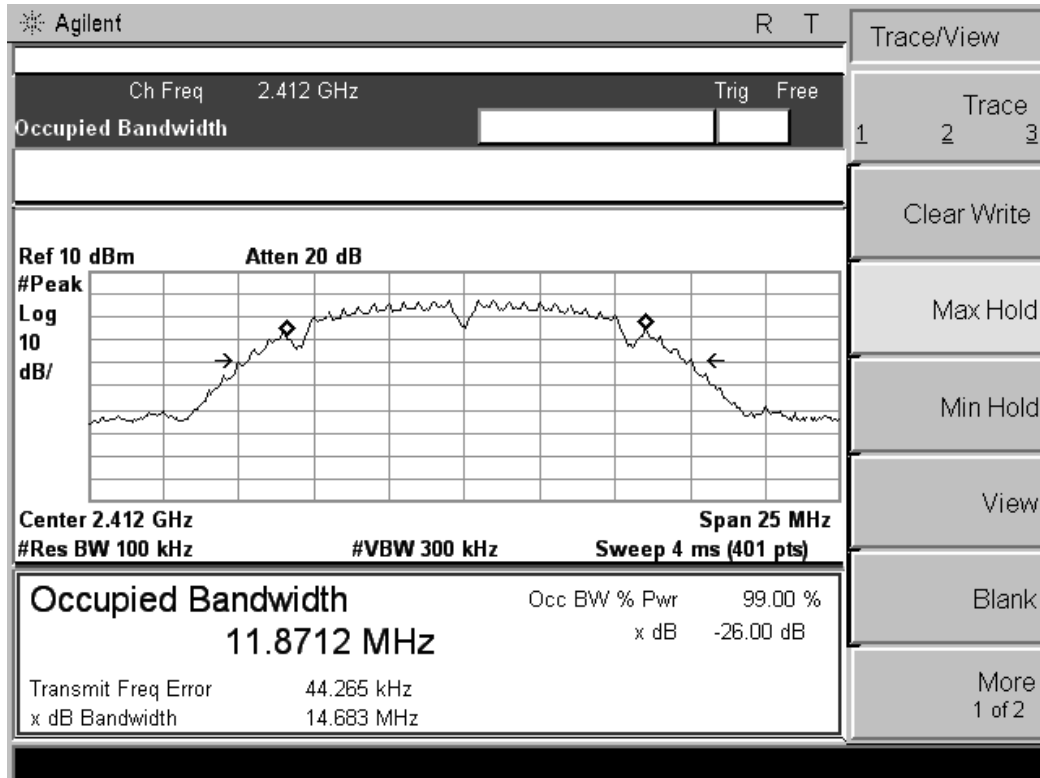 Agilent R T
Ch Freq 2.412 GHz Trig Free
Occupied Bandwidth
Ref 10 dBm Atten 20 dB
#Peak
Log
10
dB/
Center 2.412 GHz Span 25 MHz
#Res BW 100 kHz #VBW 300 kHz Sweep 4 ms (401 pts)
Occupied Bandwidth
11.8712 MHz
Occ BW % Pwr 99.00 %
x dB -26.00 dB
Transmit Freq Error 44.265 kHz
x dB Bandwidth 14.683 MHz
Trace/View
Trace
1 2 3
Clear Write
Max Hold
Min Hold
View
Blank
More
1 of 2